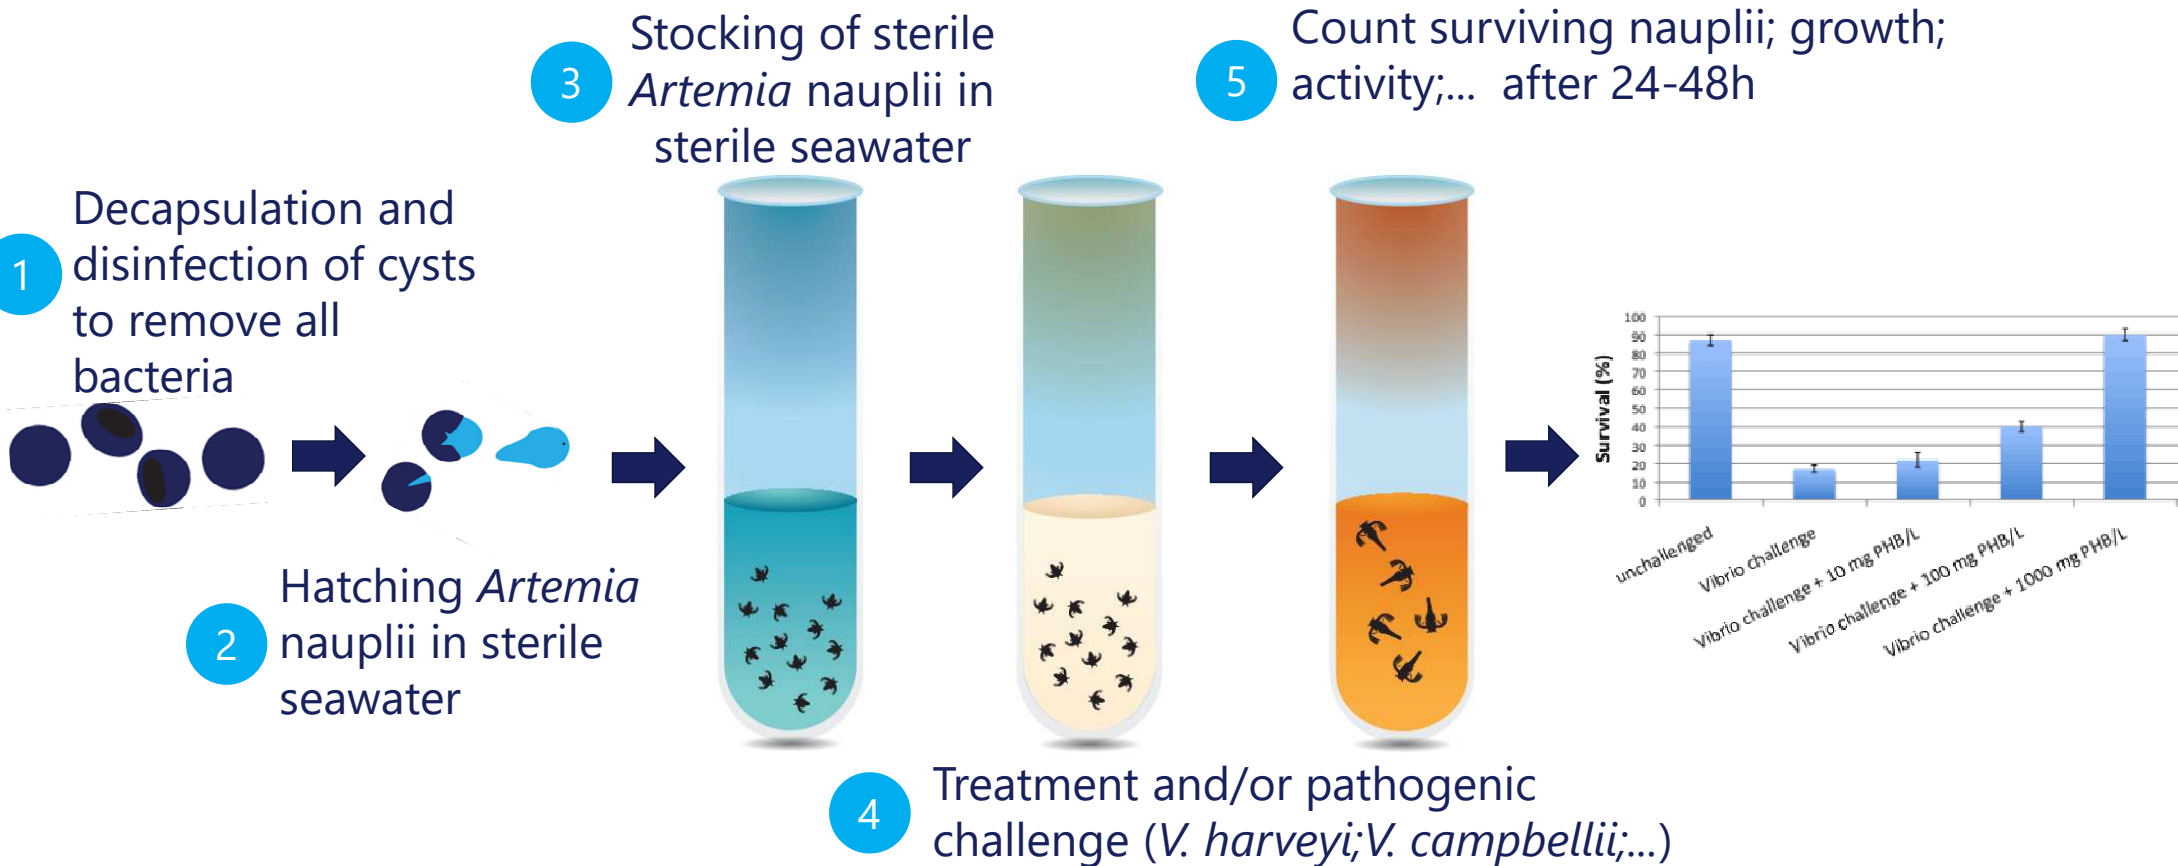 1
Decapsulation and
disinfection of cysts
to remove all
bacteria
2
Hatching Artemia
nauplii in sterile
seawater
3
Stocking of sterile
Artemia nauplii in
sterile seawater
4
Treatment and/or pathogenic
challenge (V. harveyi;V. campbellii;...)
5
Count surviving nauplii; growth;
activity;... after 24-48h
Survival (%)
100
90
80
70
60
50
40
30
20
10
0
unchallenged
Vibrio challenge
Vibrio challenge + 10 mg PHB/L
Vibrio challenge + 100 mg PHB/L
Vibrio challenge + 1000 mg PHB/L